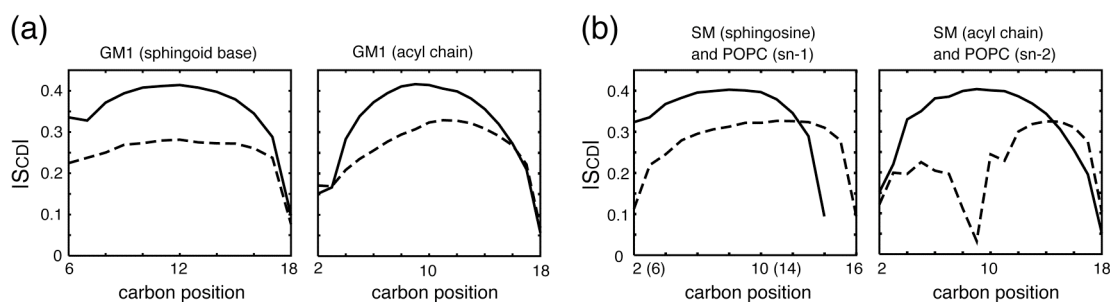 (a)
GM1 (sphingoid base)
GM1 (acyl chain)
(b)
SM (sphingosine)
and POPC (sn-1)
SM (acyl chain)
and POPC (sn-2)
|SCD|
0.4
0.3
0.2
0.1
0
6
12
18
carbon position
2
10
18
carbon position
|SCD|
0.4
0.3
0.2
0.1
0
2 (6)
10 (14)
16
carbon position
2
10
18
carbon position